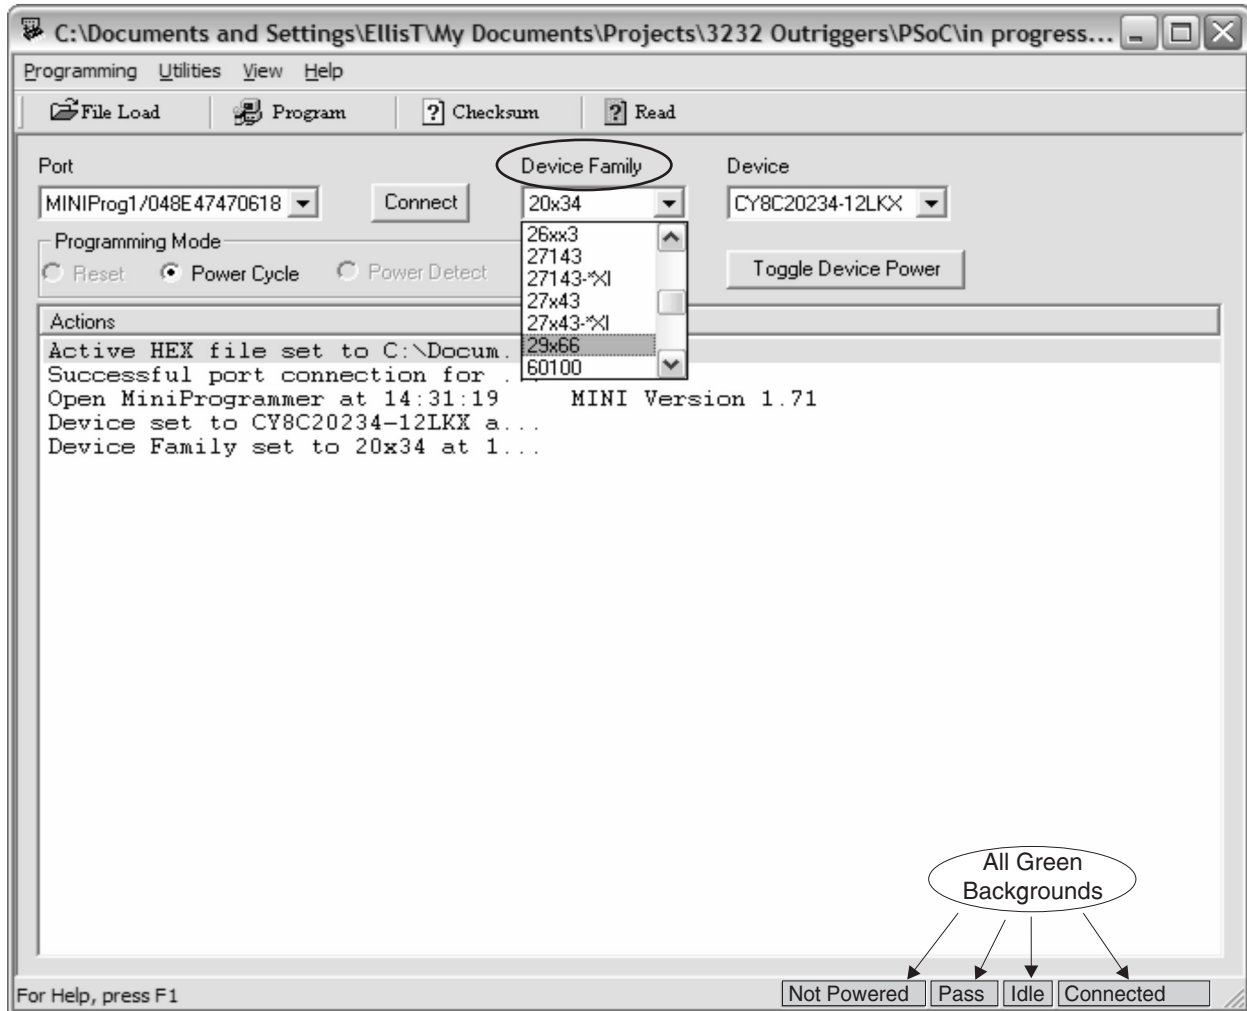 C:\Documents and Settings\EllisT\My Documents\Projects\3232 Outriggers\PSoC\in progress...
Programming Utilities View Help
File Load Program ? Checksum ? Read
Port Device Family Device
MINIProg1/048E47470618 Connect 20x34 CY8C20234-12LKX
Programming Mode
Reset Power Cycle Power Detect
Toggle Device Power
26xx3
27143
27143-*XI
27x43
27x43-*XI
29x66
60100
Actions
Active HEX file set to C:\Docum.
Successful port connection for .
Open MiniProgrammer at 14:31:19 MINI Version 1.71
Device set to CY8C20234-12LKX a...
Device Family set to 20x34 at 1...
All Green
Backgrounds
For Help, press F1 Not Powered Pass Idle Connected